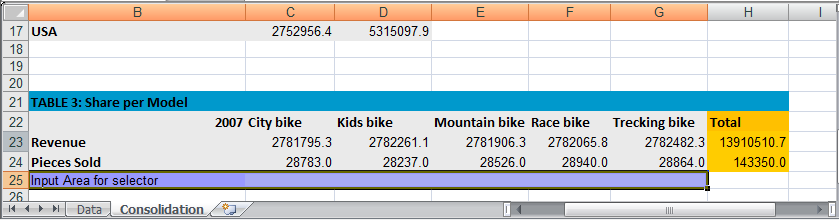 B C D E F G H I
17 USA 2752956.4 5315097.9
18
19
20
21 TABLE 3: Share per Model
22 2007 City bike Kids bike Mountain bike Race bike Trecking bike Total
23 Revenue 2781795.3 2782261.1 2781906.3 2782065.8 2782482.3 13910510.7
24 Pieces Sold 28783.0 28237.0 28526.0 28940.0 28864.0 143350.0
25 Input Area for selector
26
Data Consolidation